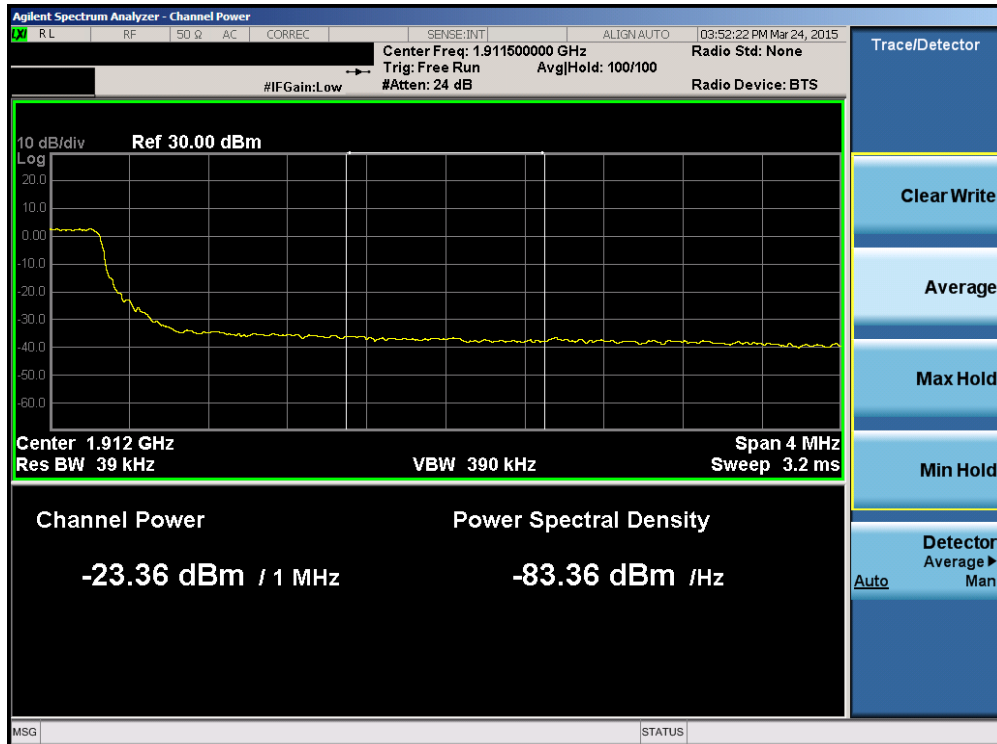 Agilent Spectrum Analyzer - Channel Power
LXI RL RF 50 Ω AC CORREC SENSE:INT ALIGN AUTO 03:52:22 PM Mar 24, 2015
Center Freq: 1.911500000 GHz Radio Std: None
Trig: Free Run Avg|Hold: 100/100
#IFGain:Low #Atten: 24 dB Radio Device: BTS
10 dB/div Ref 30.00 dBm
Log
20.0
10.0
0.00
-10.0
-20.0
-30.0
-40.0
-50.0
-60.0
Center 1.912 GHz Span 4 MHz
Res BW 39 kHz VBW 390 kHz Sweep 3.2 ms
Channel Power Power Spectral Density
-23.36 dBm / 1 MHz -83.36 dBm /Hz
MSG STATUS
Trace/Detector
Clear Write
Average
Max Hold
Min Hold
Detector
Average▶
Auto Man